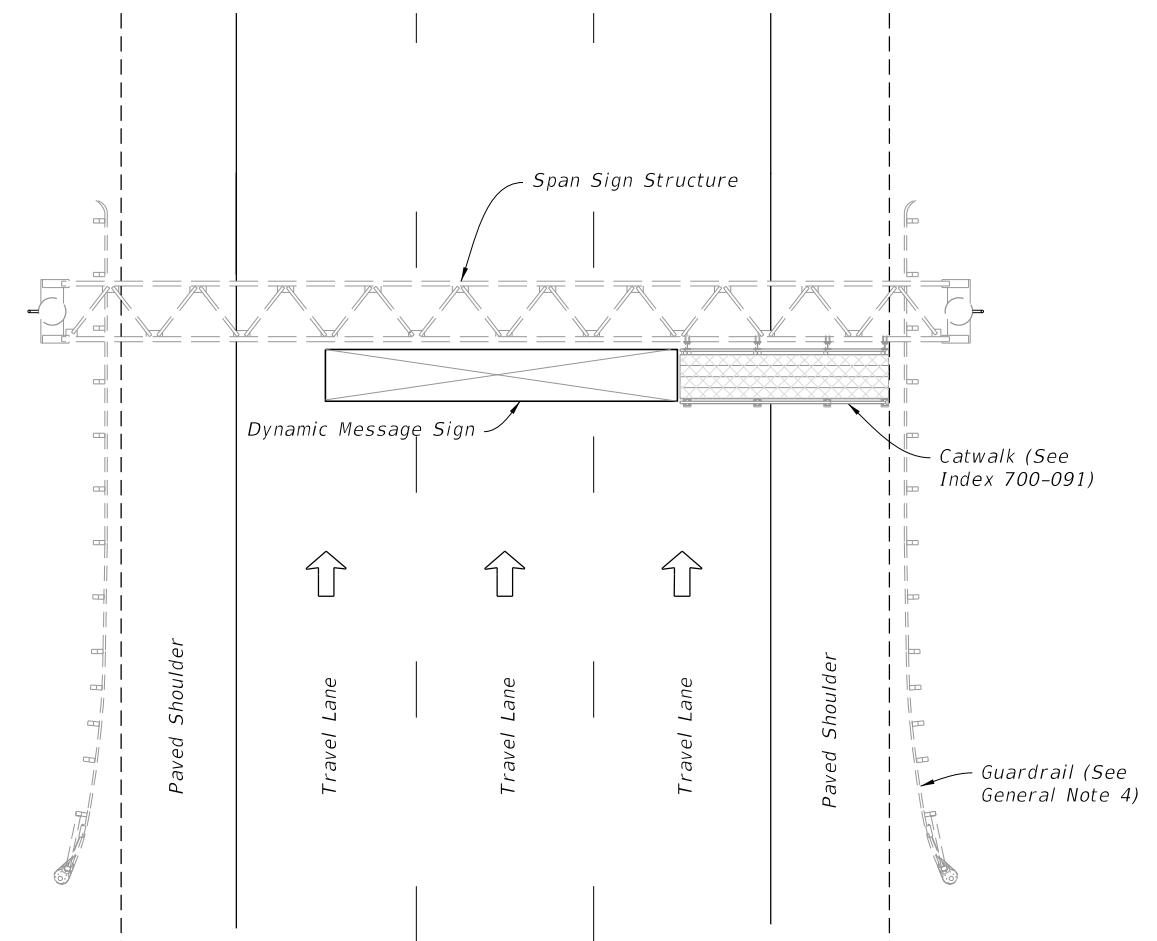 Span Sign Structure
Dynamic Message Sign
Catwalk (See
Index 700-091)
Paved Shoulder
Travel Lane
Travel Lane
Travel Lane
Paved Shoulder
Guardrail (See
General Note 4)